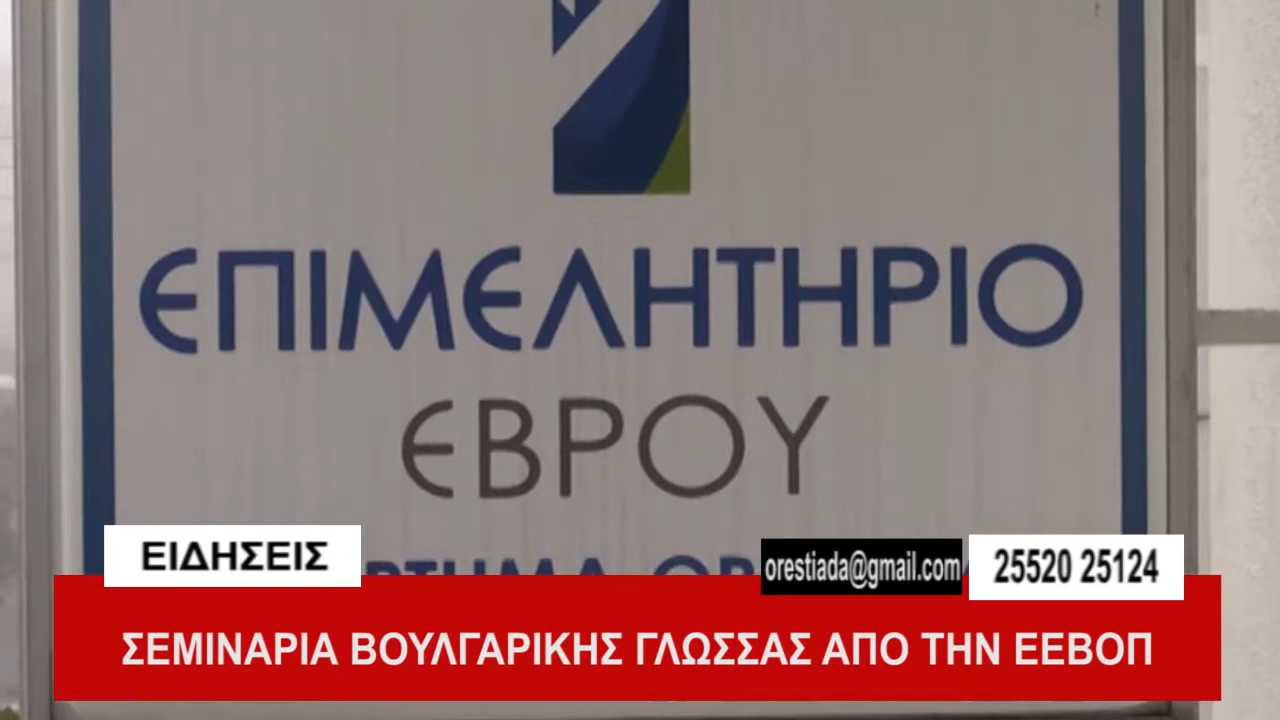 ΕΠΙΜΕΛΗΤΗΡΙΟ
ΕΒΡΟΥ
ΕΙΔΗΣΕΙΣ
orestiada@gmail.com
25520 25124
ΣΕΜΙΝΑΡΙΑ ΒΟΥΛΓΑΡΙΚΗΣ ΓΛΩΣΣΑΣ ΑΠΟ ΤΗΝ ΕΕΒΟΠ